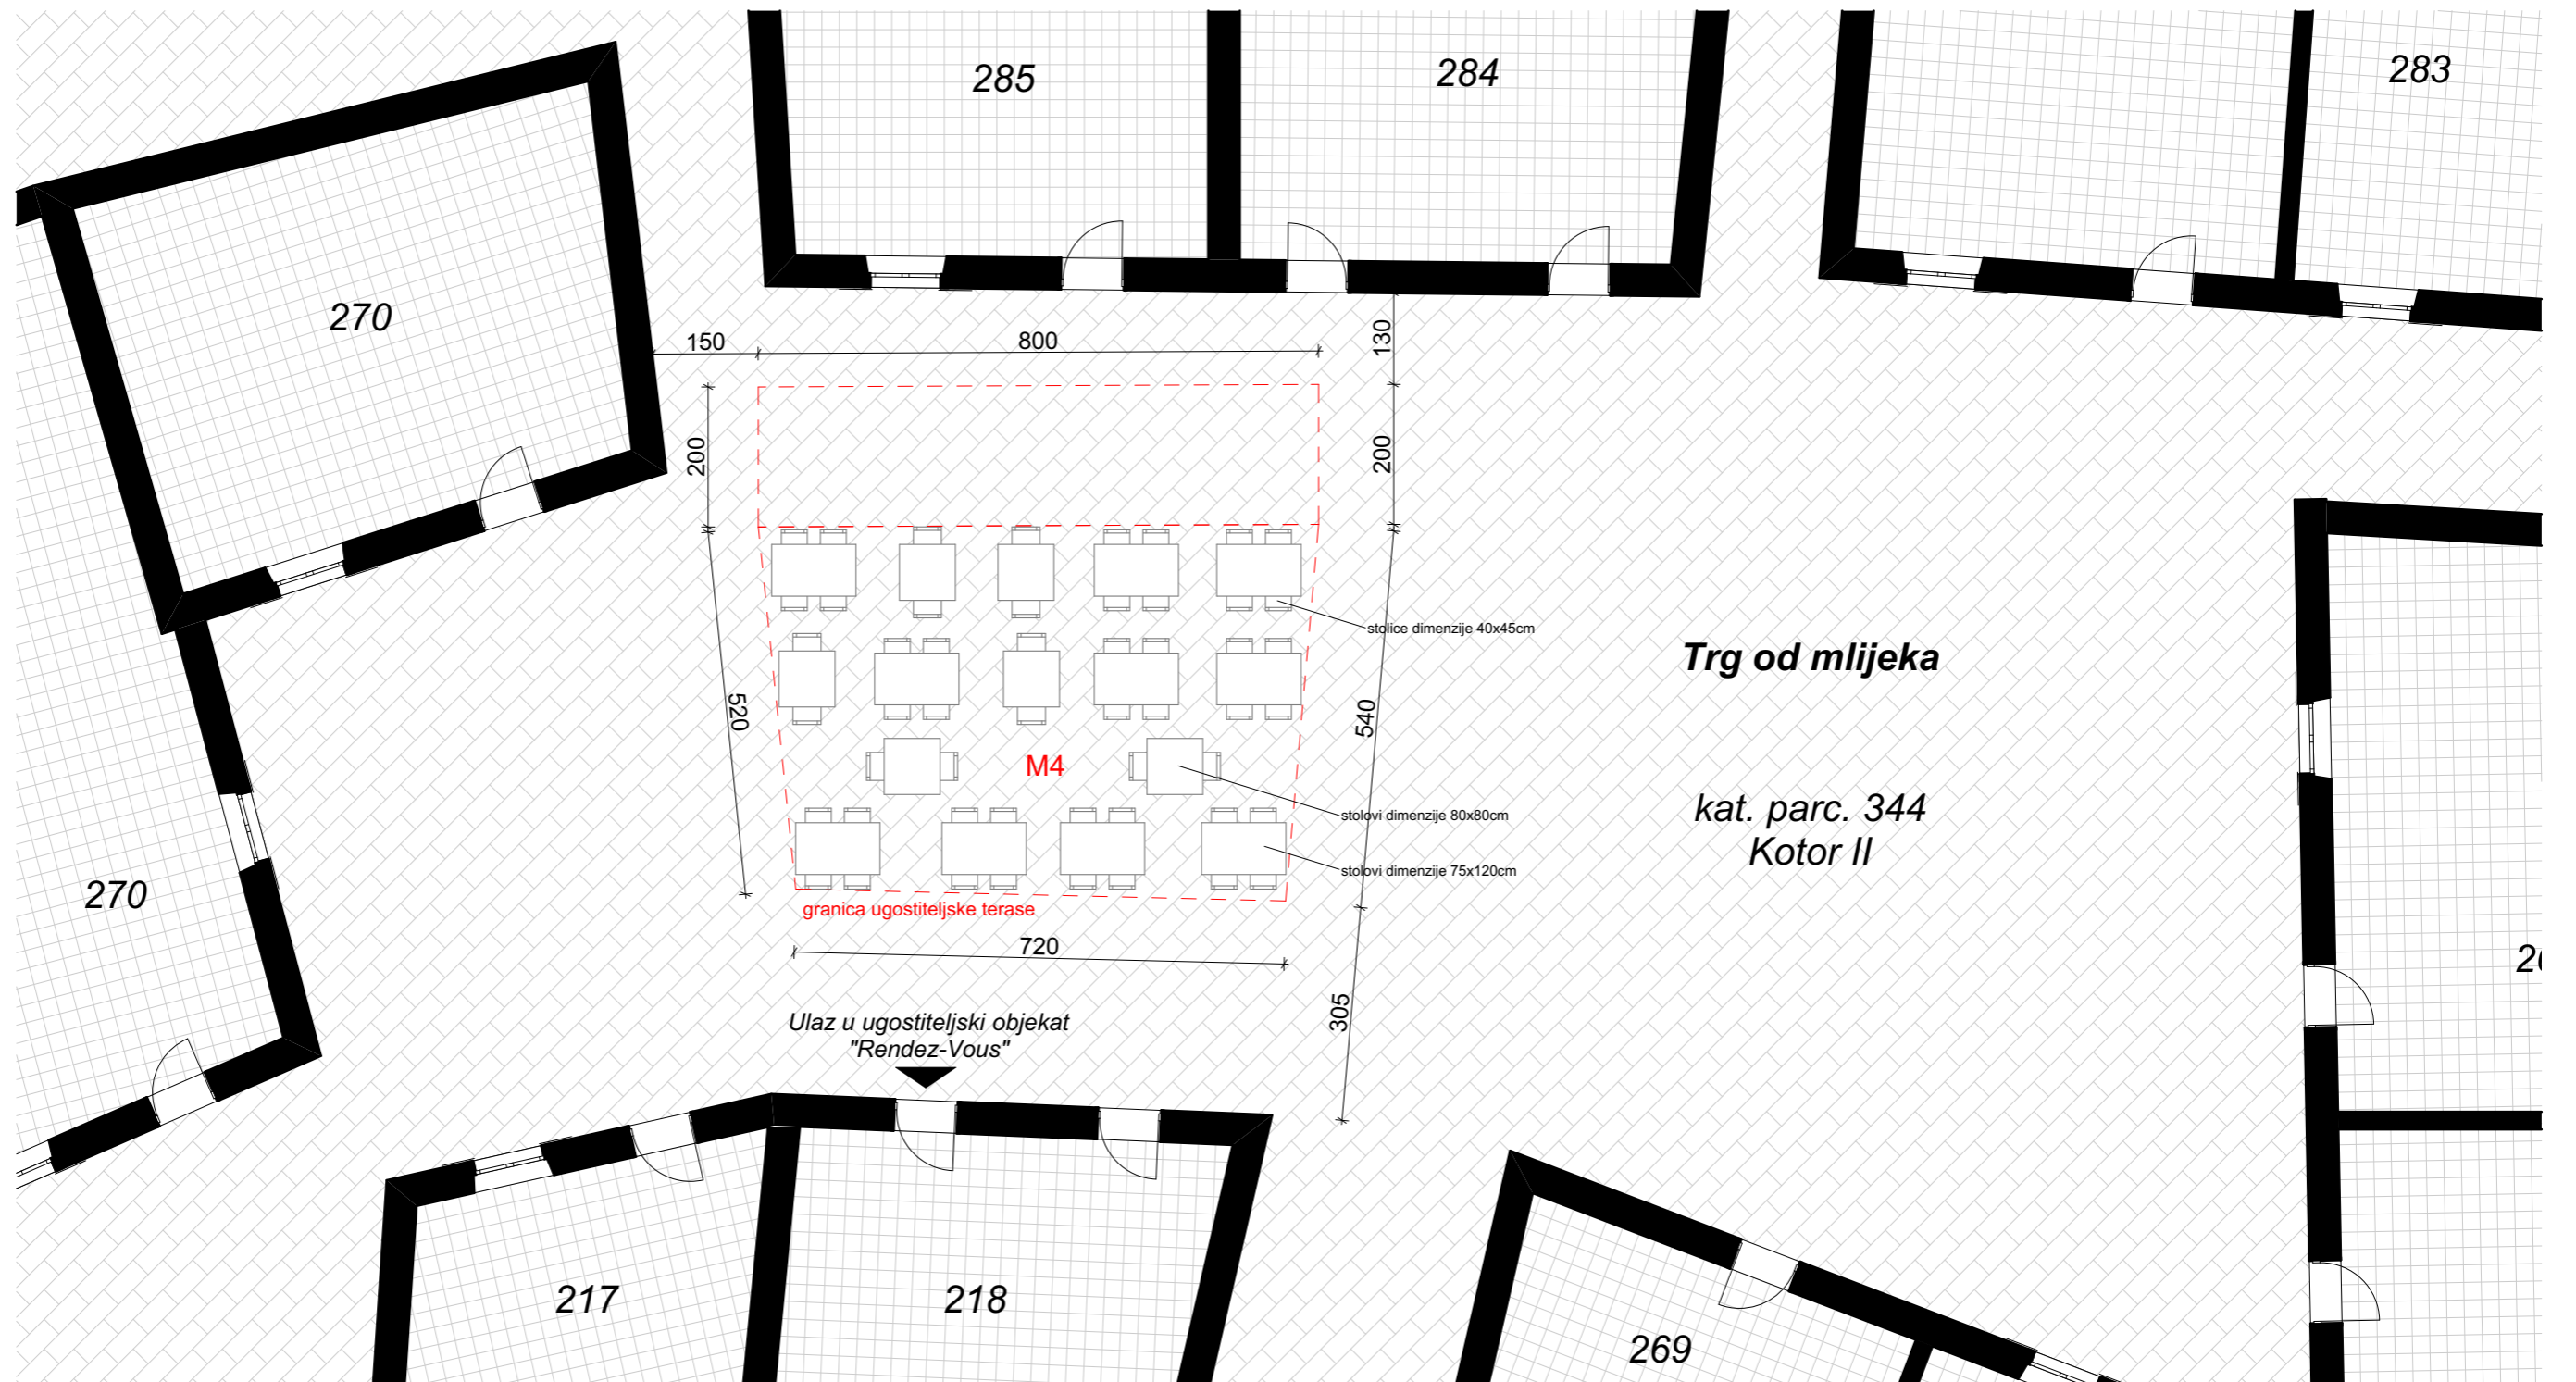 285
284
283
270
150
800
130
200
200
stolice dimenzije 40x45cm
Trg od mlijeka
520
540
M4
kat. parc. 344
Kotor II
stolovi dimenzije 80x80cm
stolovi dimenzije 75x120cm
270
granica ugostiteljske terase
720
305
Ulaz u ugostiteljski objekat
"Rendez-Vous"
217
218
269